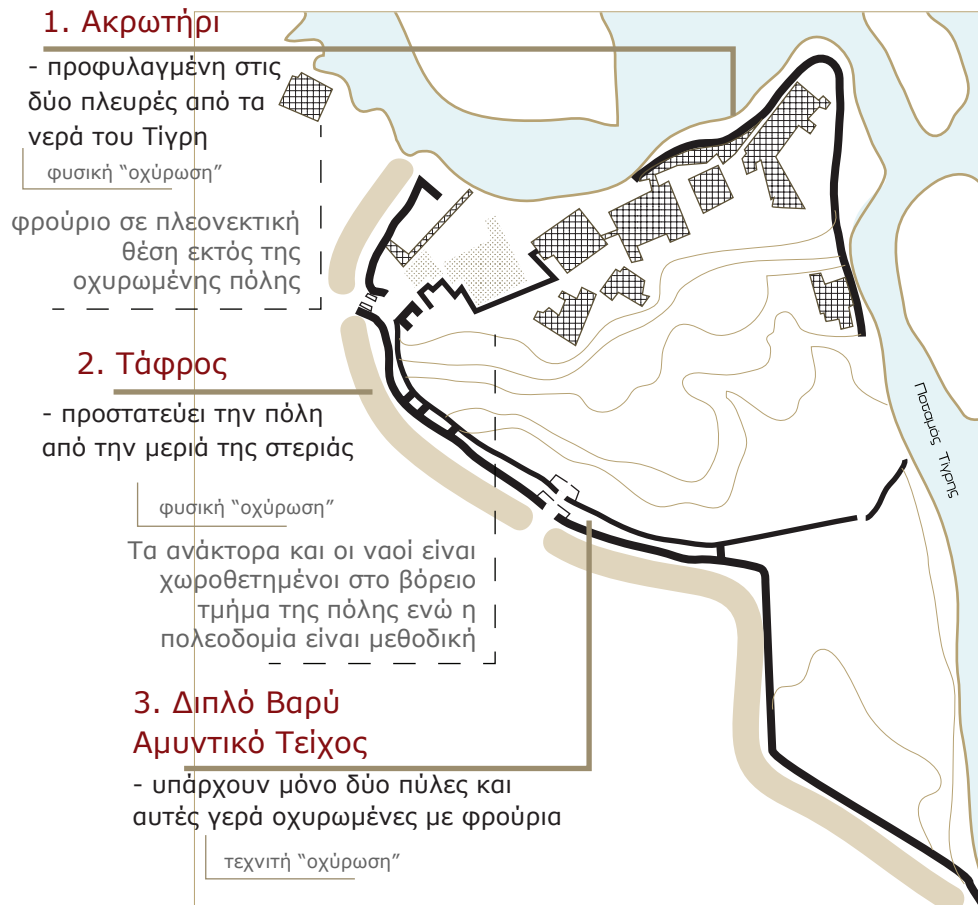 1. Ακρωτήρι
- προφυλαγμένη στις
δύο πλευρές από τα
νερά του Τίγρη
φυσική “οχύρωση”
φρούριο σε πλεονεκτική
θέση εκτός της
οχυρωμένης πόλης
2. Τάφρος
- προστατεύει την πόλη
από την μεριά της στεριάς
φυσική “οχύρωση”
Τα ανάκτορα και οι ναοί είναι
χωροθετημένοι στο βόρειο
τμήμα της πόλης ενώ η
πολεοδομία είναι μεθοδική
3. Διπλό Βαρύ
Αμυντικό Τείχος
- υπάρχουν μόνο δύο πύλες και
αυτές γερά οχυρωμένες με φρούρια
τεχνιτή “οχύρωση”
Ποταμός Τίγρης